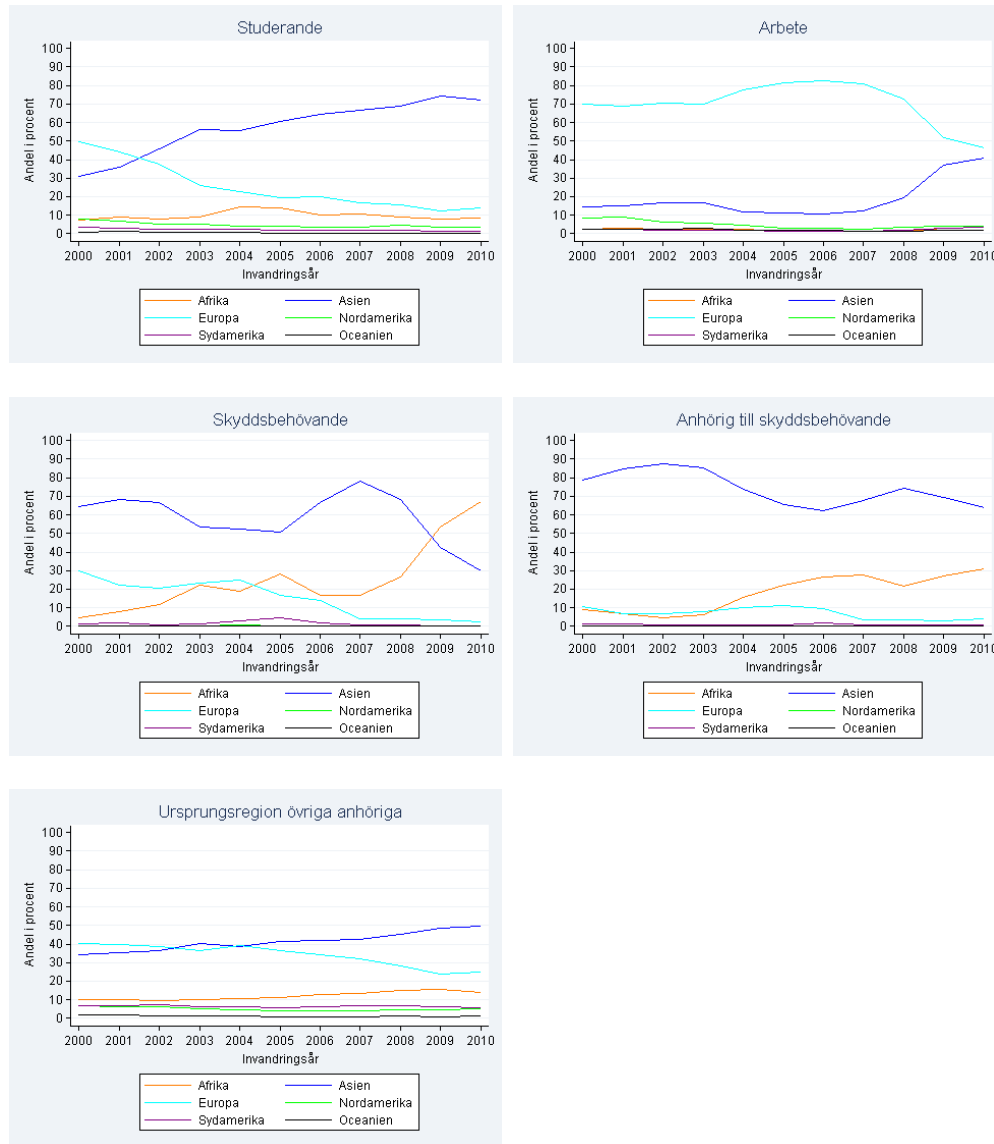 Studerande
Andel i procent
100
90
80
70
60
50
40
30
20
10
0
2000 2001 2002 2003 2004 2005 2006 2007 2008 2009 2010
Invandringsår
Afrika Asien
Europa Nordamerika
Sydamerika Oceanien
Arbete
Andel i procent
100
90
80
70
60
50
40
30
20
10
0
2000 2001 2002 2003 2004 2005 2006 2007 2008 2009 2010
Invandringsår
Afrika Asien
Europa Nordamerika
Sydamerika Oceanien
Skyddsbehövande
Andel i procent
100
90
80
70
60
50
40
30
20
10
0
2000 2001 2002 2003 2004 2005 2006 2007 2008 2009 2010
Invandringsår
Afrika Asien
Europa Nordamerika
Sydamerika Oceanien
Anhörig till skyddsbehövande
Andel i procent
100
90
80
70
60
50
40
30
20
10
0
2000 2001 2002 2003 2004 2005 2006 2007 2008 2009 2010
Invandringsår
Afrika Asien
Europa Nordamerika
Sydamerika Oceanien
Ursprungsregion övriga anhöriga
Andel i procent
100
90
80
70
60
50
40
30
20
10
0
2000 2001 2002 2003 2004 2005 2006 2007 2008 2009 2010
Invandringsår
Afrika Asien
Europa Nordamerika
Sydamerika Oceanien